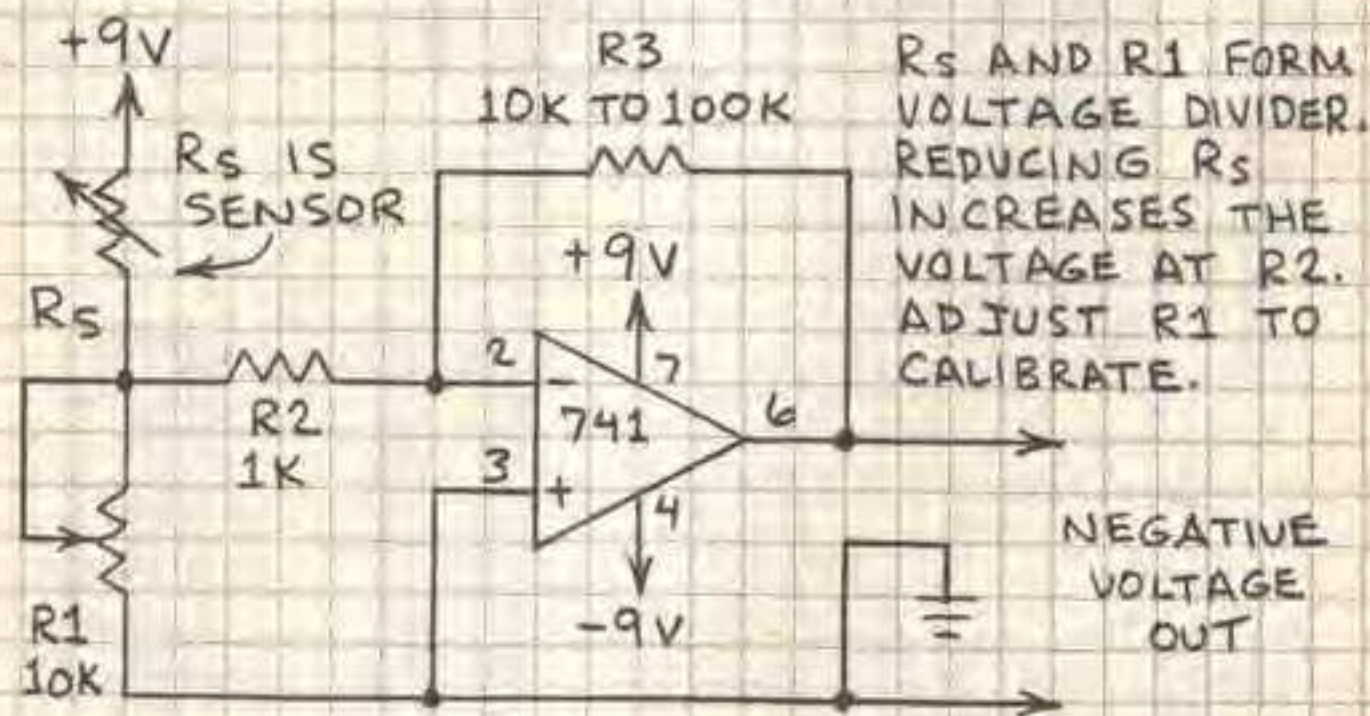 +9V
Rs IS
SENSOR
Rs
R2
1K
R1
10K
R3
10K TO 100K
+9V
2
7
-
741
6
3
+
4
-9V
Rs AND R1 FORM
VOLTAGE DIVIDER.
REDUCING Rs
INCREASES THE
VOLTAGE AT R2.
ADJUST R1 TO
CALIBRATE.
NEGATIVE
VOLTAGE
OUT